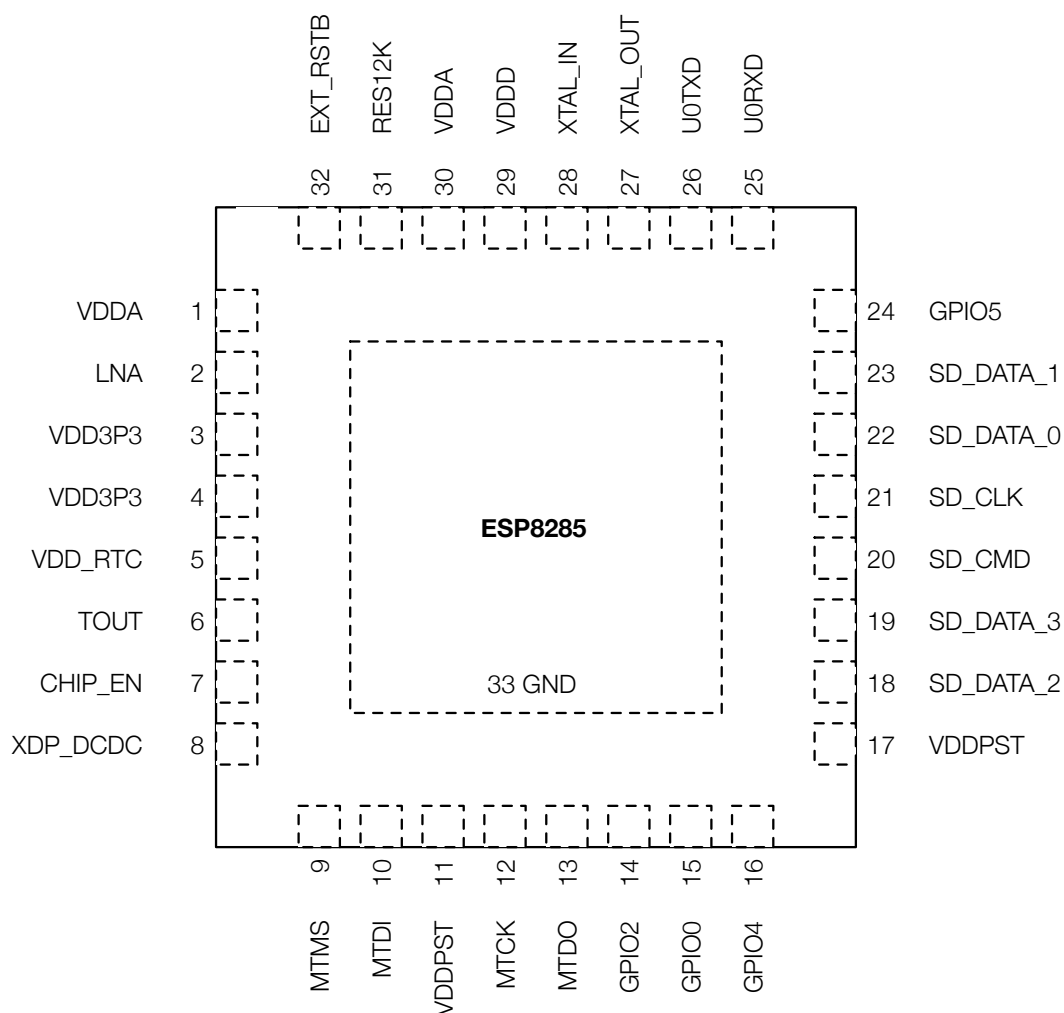 EXT_RSTB
RES12K
VDDA
VDDD
XTAL_IN
XTAL_OUT
U0TXD
U0RXD
32
31
30
29
28
27
26
25
VDDA 1
LNA 2
VDD3P3 3
VDD3P3 4
VDD_RTC 5
TOUT 6
CHIP_EN 7
XDP_DCDC 8
ESP8285
33 GND
24 GPIO5
23 SD_DATA_1
22 SD_DATA_0
21 SD_CLK
20 SD_CMD
19 SD_DATA_3
18 SD_DATA_2
17 VDDPST
9
10
11
12
13
14
15
16
MTMS
MTDI
VDDPST
MTCK
MTDO
GPIO2
GPIO0
GPIO4